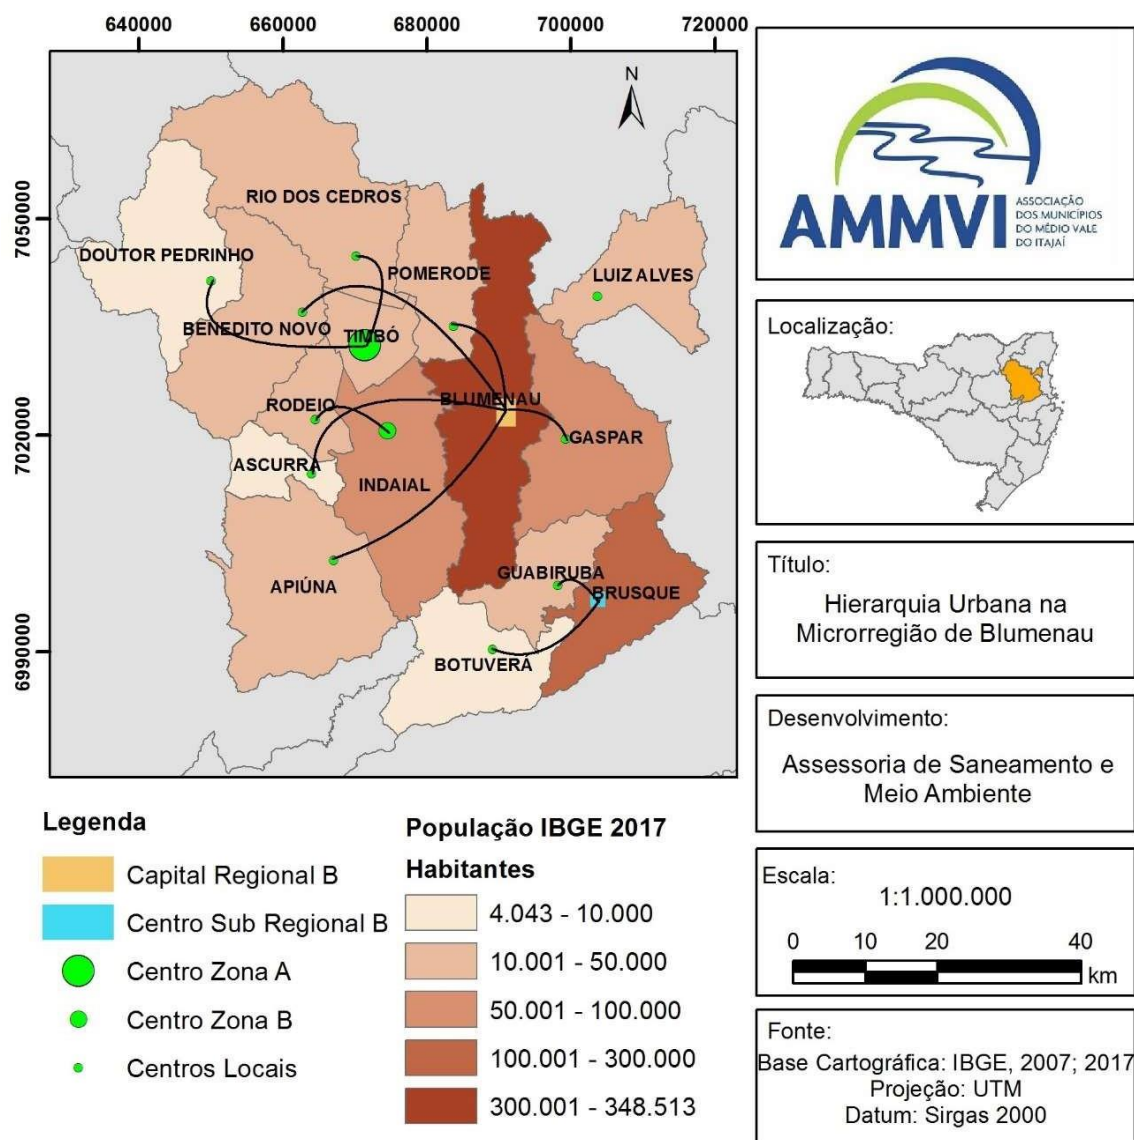 640000
660000
680000
700000
720000
7050000
7020000
6990000
N
RIO DOS CEDROS
DOUTOR PEDRINHO
POMERODE
LUIZ ALVES
BENEDITO NOVO
TIMBÓ
BLUMENAU
RODEIO
GASPAR
ASCURRA
INDAIAL
APIÚNA
GUABIRUBA
BRUSQUE
BOTUVERÁ
AMMVI
ASSOCIAÇÃO
DOS MUNICÍPIOS
DO MÉDIO VALE
DO ITAJAÍ
Localização:
Título:
Hierarquia Urbana na
Microrregião de Blumenau
Desenvolvimento:
Assessoria de Saneamento e
Meio Ambiente
Escala:
1:1.000.000
0 10 20 40
km
Fonte:
Base Cartográfica: IBGE, 2007; 2017
Projeção: UTM
Datum: Sirgas 2000
Legenda
Capital Regional B
Centro Sub Regional B
Centro Zona A
Centro Zona B
Centros Locais
População IBGE 2017
Habitantes
4.043 - 10.000
10.001 - 50.000
50.001 - 100.000
100.001 - 300.000
300.001 - 348.513